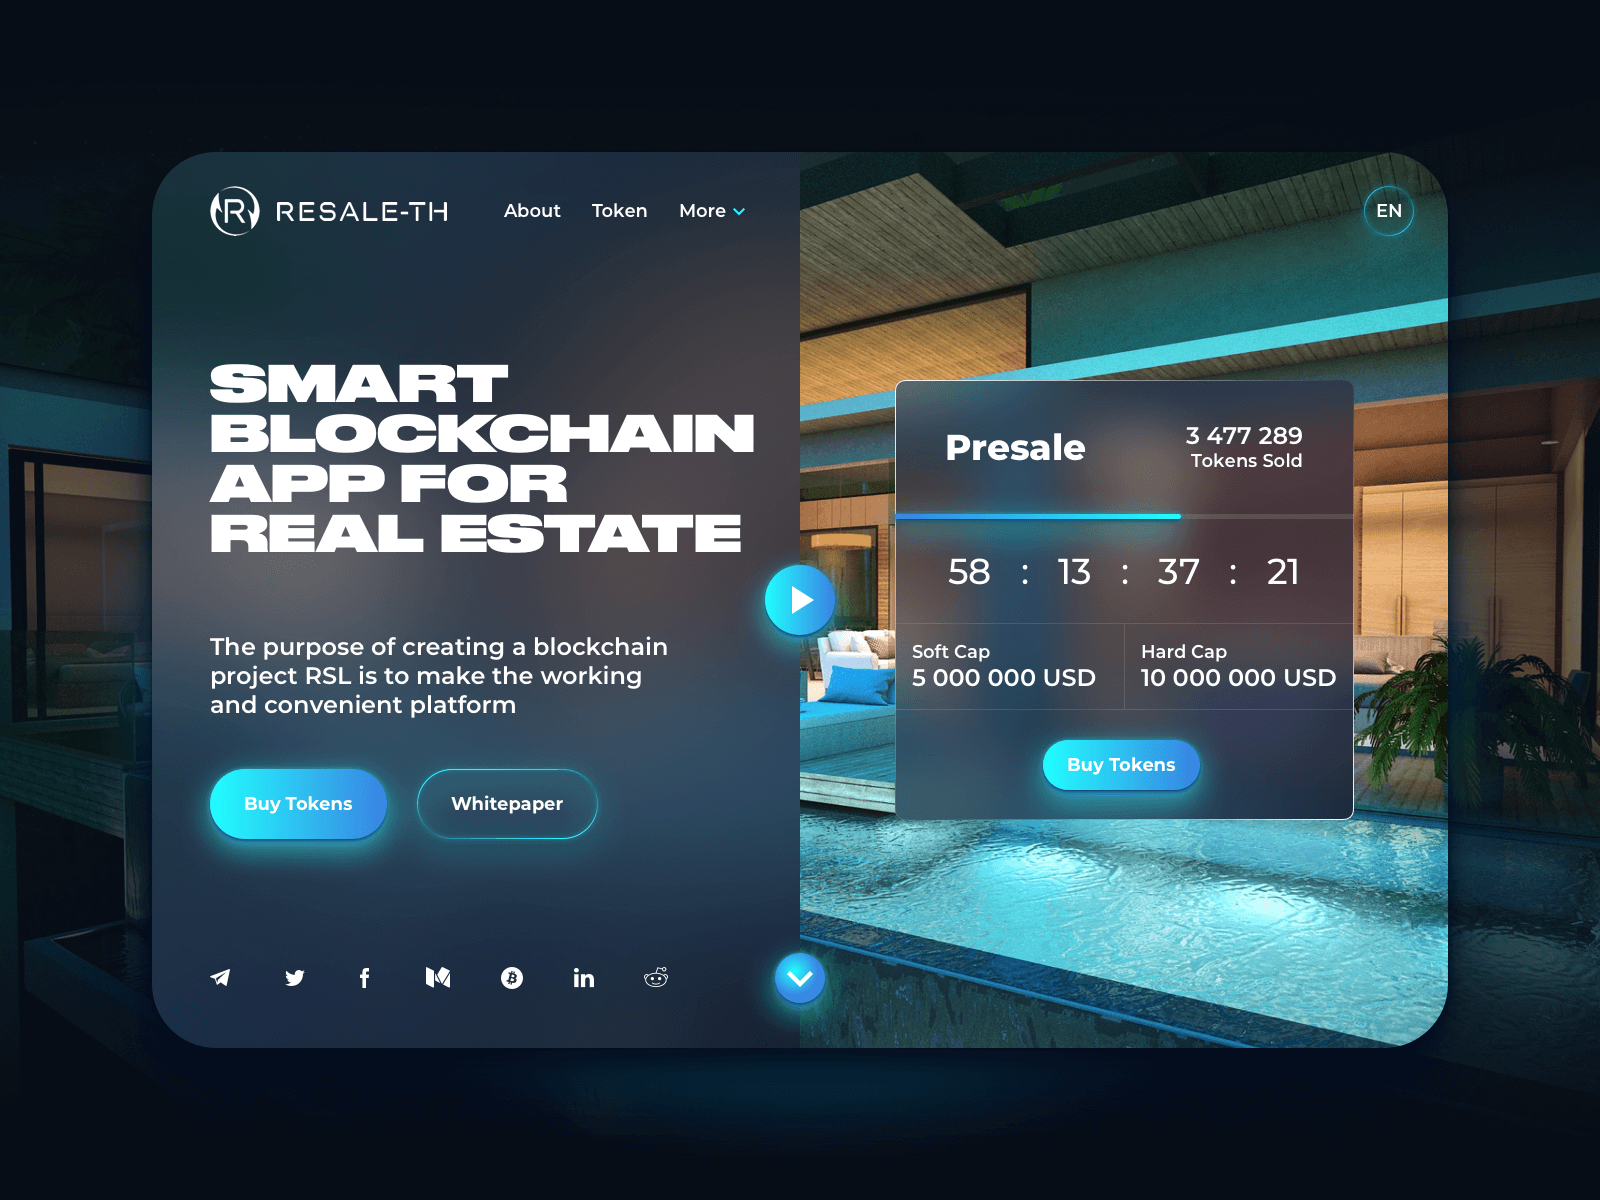 RESALE-TH
About
Token
More
EN
SMART
BLOCKCHAIN
APP FOR
REAL ESTATE
The purpose of creating a blockchain
project RSL is to make the working
and convenient platform
Buy Tokens
Whitepaper
Presale
3 477 289
Tokens Sold
58 : 13 : 37 : 21
Soft Cap
5 000 000 USD
Hard Cap
10 000 000 USD
Buy Tokens